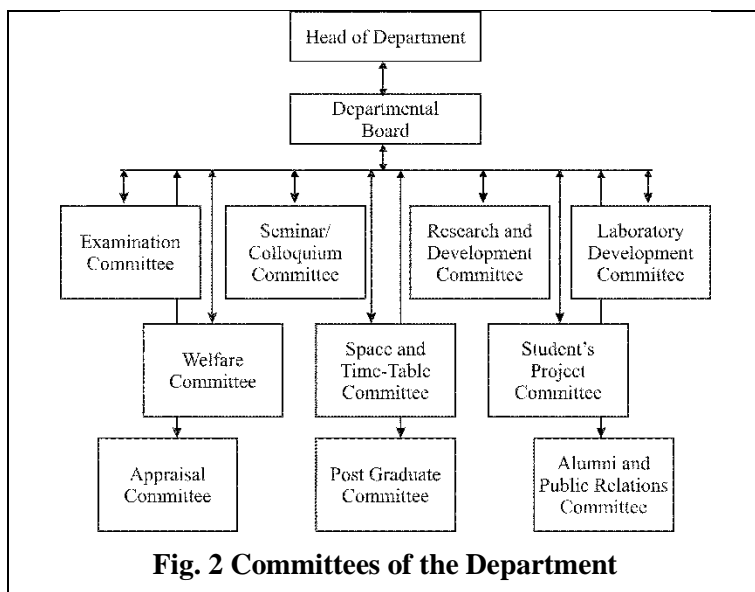 Head of Department
Departmental
Board
Examination
Committee
Seminar/
Colloquium
Committee
Research and
Development
Committee
Laboratory
Development
Committee
Welfare
Committee
Space and
Time-Table
Committee
Student's
Project
Committee
Appraisal
Committee
Post Graduate
Committee
Alumni and
Public Relations
Committee
Fig. 2 Committees of the Department